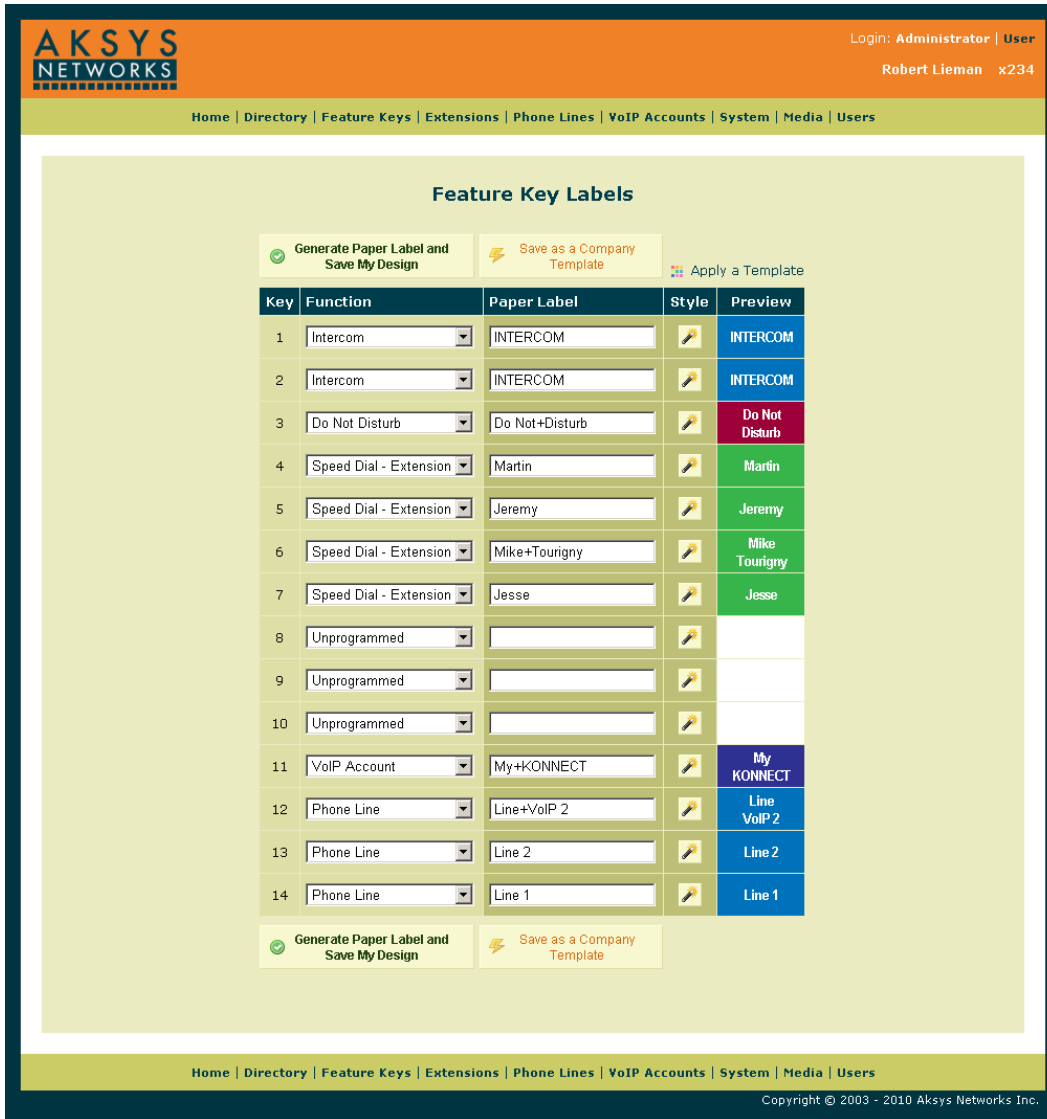 AKSYS
NETWORKS
Login: Administrator | User
Robert Lieman x234
Home | Directory | Feature Keys | Extensions | Phone Lines | VoIP Accounts | System | Media | Users
Feature Key Labels
Generate Paper Label and
Save My Design
Save as a Company
Template
Apply a Template
Key Function Paper Label Style Preview
1 Intercom INTERCOM INTERCOM
2 Intercom INTERCOM INTERCOM
3 Do Not Disturb Do Not+Disturb Do Not
Disturb
4 Speed Dial - Extension Martin Martin
5 Speed Dial - Extension Jeremy Jeremy
6 Speed Dial - Extension Mike+Tourigny Mike
Tourigny
7 Speed Dial - Extension Jesse Jesse
8 Unprogrammed
9 Unprogrammed
10 Unprogrammed
11 VoIP Account My+KONNECT My
KONNECT
12 Phone Line Line+VoIP 2 Line
VoIP 2
13 Phone Line Line 2 Line 2
14 Phone Line Line 1 Line 1
Generate Paper Label and
Save My Design
Save as a Company
Template
Home | Directory | Feature Keys | Extensions | Phone Lines | VoIP Accounts | System | Media | Users
Copyright © 2003 - 2010 Aksys Networks Inc.